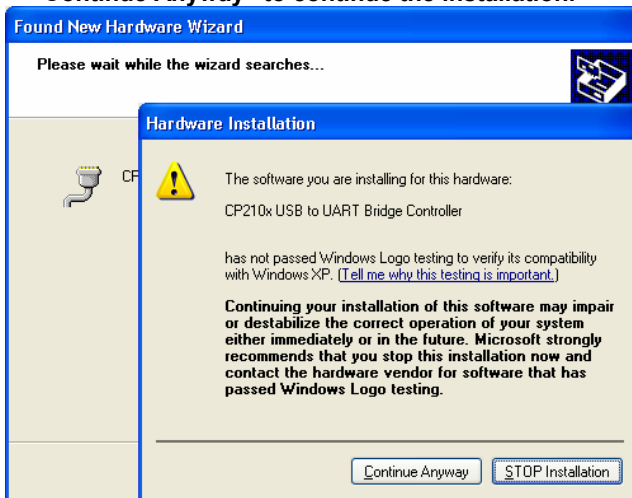 "Continue Anyway" to continue the installation.
Found New Hardware Wizard
Please wait while the wizard searches...
Hardware Installation
CP
The software you are installing for this hardware:
CP210x USB to UART Bridge Controller
has not passed Windows Logo testing to verify its compatibility
with Windows XP. (Tell me why this testing is important.)
Continuing your installation of this software may impair
or destabilize the correct operation of your system
either immediately or in the future. Microsoft strongly
recommends that you stop this installation now and
contact the hardware vendor for software that has
passed Windows Logo testing.
Continue Anyway
STOP Installation